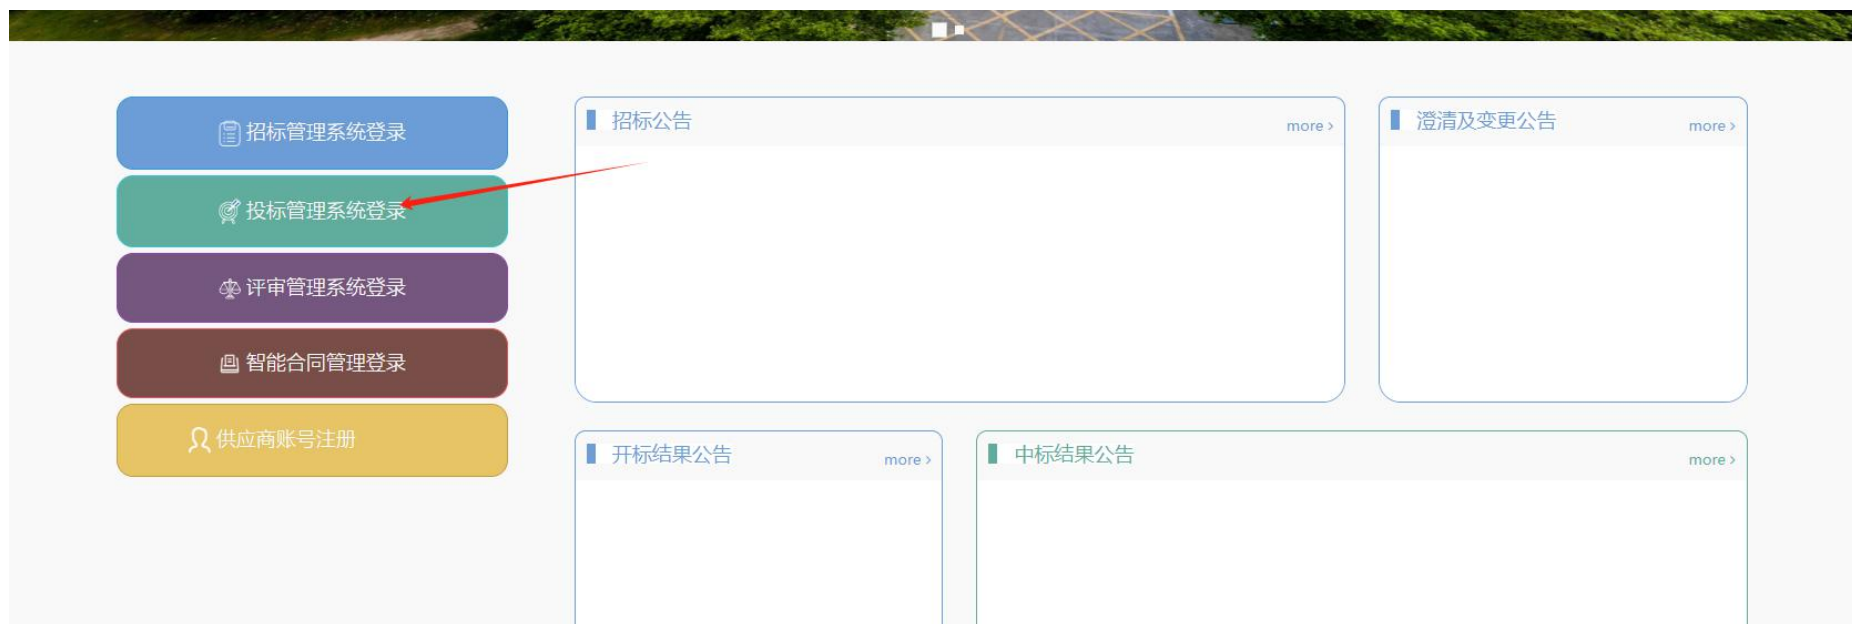 招标管理系统登录
投标管理系统登录
评审管理系统登录
智能合同管理登录
供应商账号注册
招标公告 more >
澄清及变更公告 more >
开标结果公告 more >
中标结果公告 more >